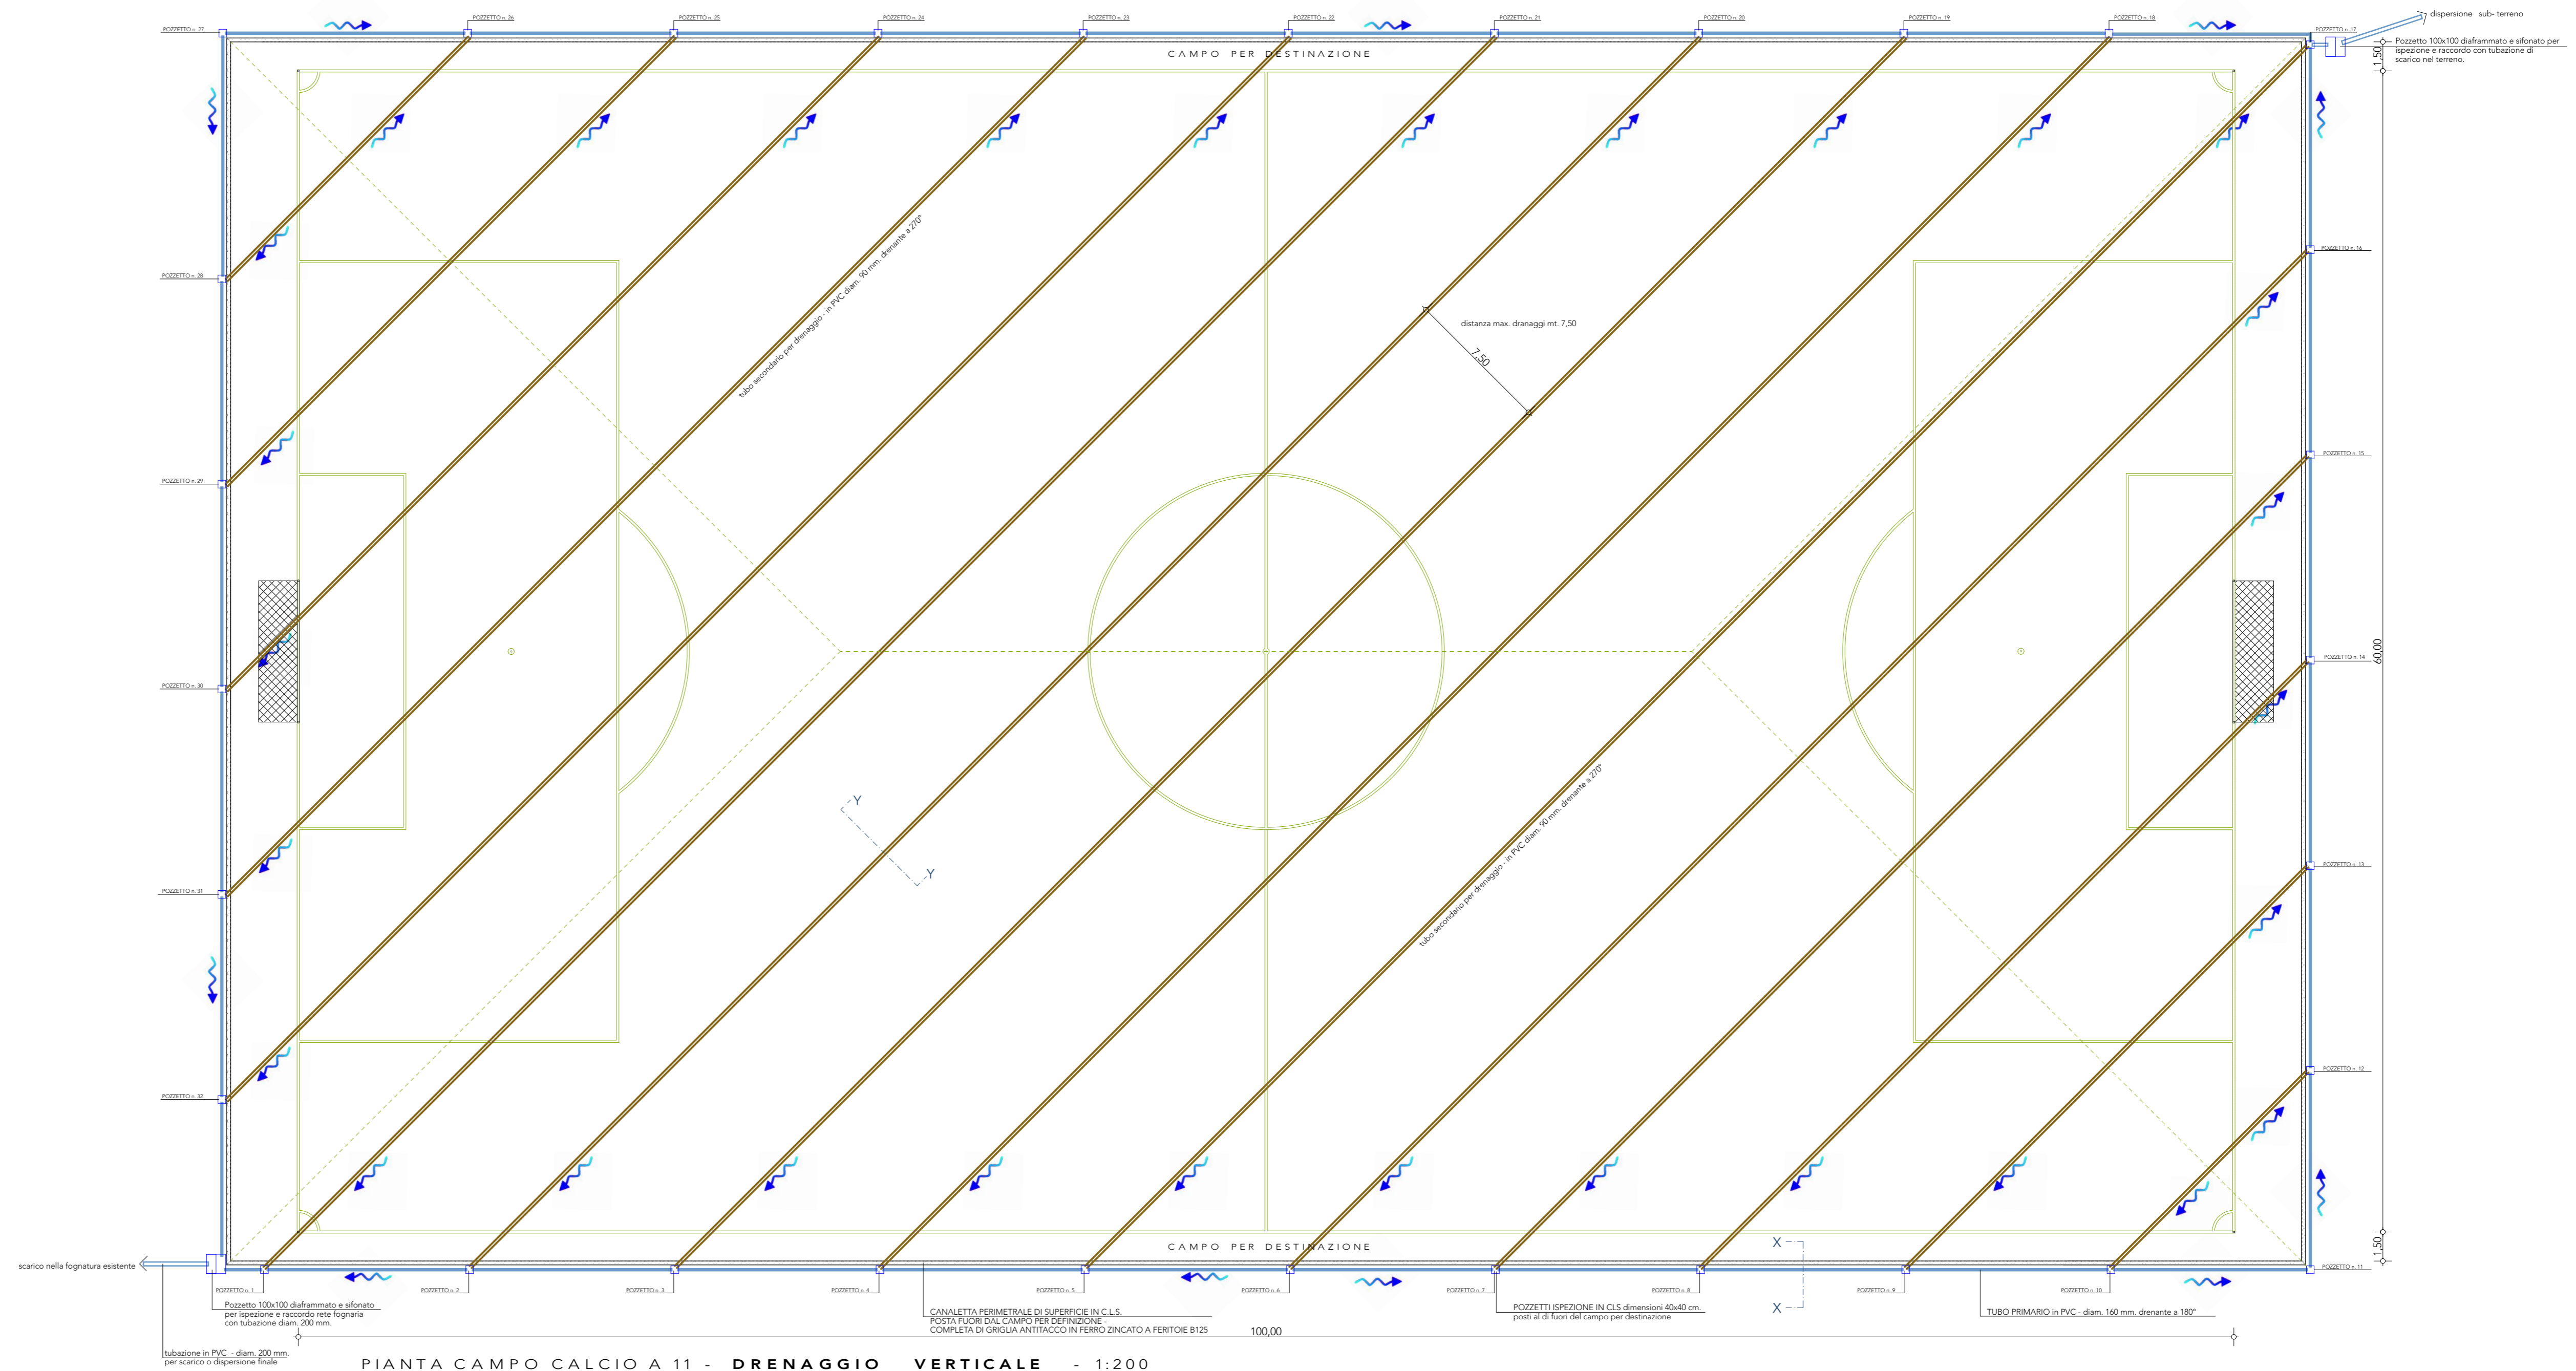 POZZETTO n. 26
POZZETTO n. 25
POZZETTO n. 24
POZZETTO n. 23
POZZETTO n. 22
POZZETTO n. 21
POZZETTO n. 20
POZZETTO n. 19
POZZETTO n. 18
dispersione sub- terreno
POZZETTO n. 27
POZZETTO n. 17
Pozzetto 100x100 diaframmato e sifonato per
ispezione e raccordo con tubazione di
scarico nel terreno.
1,50
CAMPO PER DESTINAZIONE
tubo secondario per drenaggio - in PVC diam. 90 mm. drenante a 270°
POZZETTO n. 16
POZZETTO n. 28
distanza max. dranaggi mt. 7,50
7,50
POZZETTO n. 15
POZZETTO n. 29
60,00
POZZETTO n. 14
POZZETTO n. 30
tubo secondario per drenaggio - in PVC diam. 90 mm. drenante a 270°
Y
Y
POZZETTO n. 13
POZZETTO n. 31
POZZETTO n. 12
POZZETTO n. 32
CAMPO PER DESTINAZIONE
X
X
1,50
scarico nella fognatura esistente
POZZETTO n. 11
POZZETTO n. 1
POZZETTO n. 2
POZZETTO n. 3
POZZETTO n. 4
POZZETTO n. 5
POZZETTO n. 6
POZZETTO n. 7
POZZETTO n. 8
POZZETTO n. 9
POZZETTO n. 10
Pozzetto 100x100 diaframmato e sifonato
per ispezione e raccordo rete fognaria
con tubazione diam. 200 mm.
CANALETTA PERIMETRALE DI SUPERFICIE IN C.L.S.
POSTA FUORI DAL CAMPO PER DEFINIZIONE -
COMPLETA DI GRIGLIA ANTITACCO IN FERRO ZINCATO A FERITOIE B125
POZZETTI ISPEZIONE IN CLS dimensioni 40x40 cm.
posti al di fuori del campo per destinazione
TUBO PRIMARIO in PVC - diam. 160 mm. drenante a 180°
100,00
tubazione in PVC - diam. 200 mm.
per scarico o dispersione finale
PIANTA CAMPO CALCIO A 11 - DRENAGGIO VERTICALE - 1:200